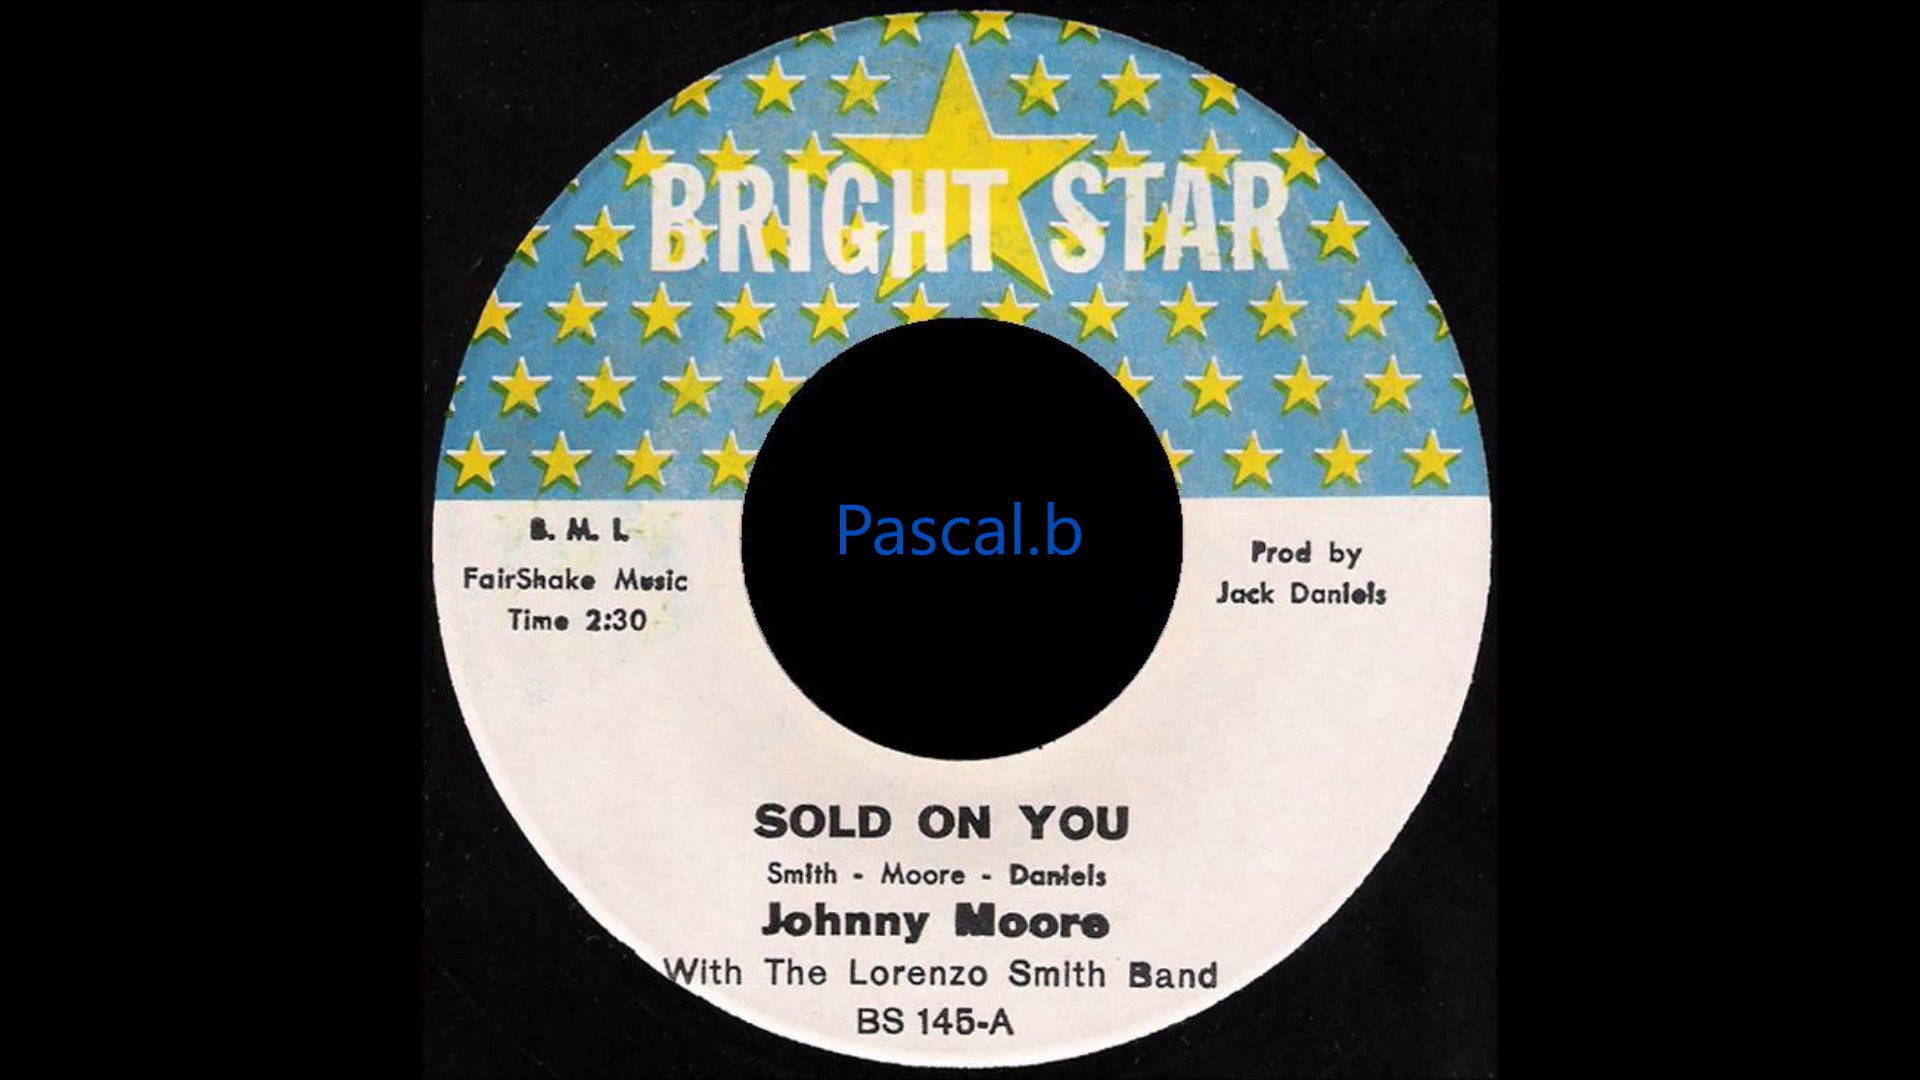 BRIGHT STAR
B. M. I.
FairShake Music
Time 2:30
Pascal.b
Prod by
Jack Daniels
SOLD ON YOU
Smith - Moore - Daniels
Johnny Moore
With The Lorenzo Smith Band
BS 145-A